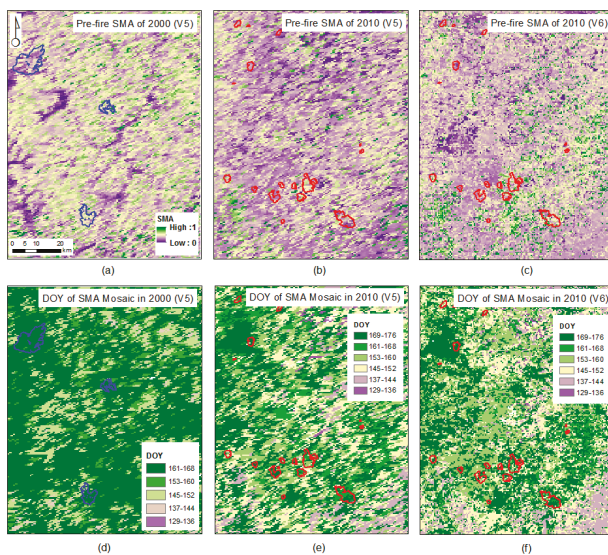 Pre-fire SMA of 2000 (V5)
Pre-fire SMA of 2010 (V5)
Pre-fire SMA of 2010 (V6)
SMA
High :1
Low : 0
0 5 10 20
km
(a)
(b)
(c)
DOY of SMA Mosaic in 2000 (V5)
DOY of SMA Mosaic in 2010 (V5)
DOY of SMA Mosaic in 2010 (V6)
DOY
161-168
153-160
145-152
137-144
129-136
DOY
169-176
161-168
153-160
145-152
137-144
129-136
DOY
169-176
161-168
153-160
145-152
137-144
129-136
(d)
(e)
(f)